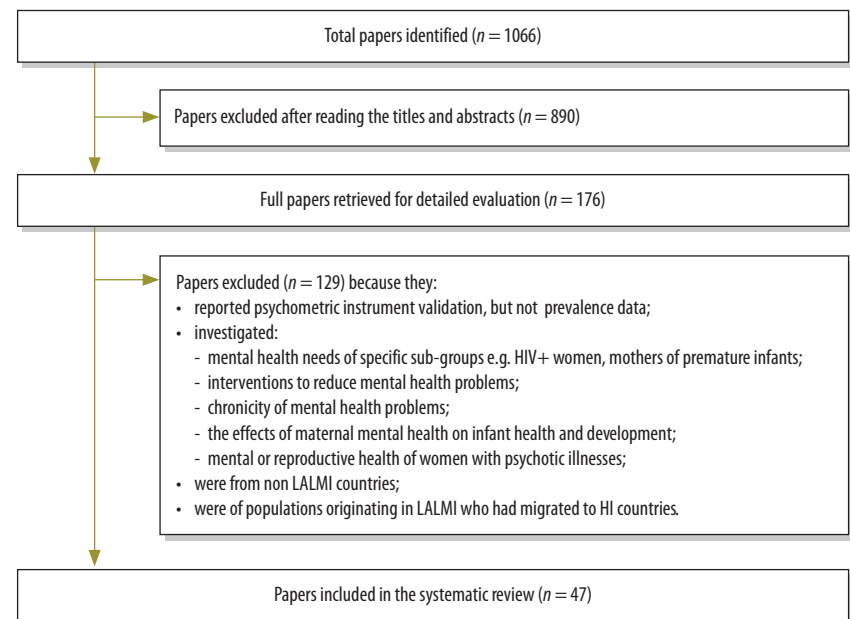 Total papers identified (n = 1066)
Papers excluded after reading the titles and abstracts (n = 890)
Full papers retrieved for detailed evaluation (n = 176)
Papers excluded (n = 129) because they:
• reported psychometric instrument validation, but not prevalence data;
• investigated:
- mental health needs of specific sub-groups e.g. HIV+ women, mothers of premature infants;
- interventions to reduce mental health problems;
- chronicity of mental health problems;
- the effects of maternal mental health on infant health and development;
- mental or reproductive health of women with psychotic illnesses;
• were from non LALMI countries;
• were of populations originating in LALMI who had migrated to HI countries.
Papers included in the systematic review (n = 47)